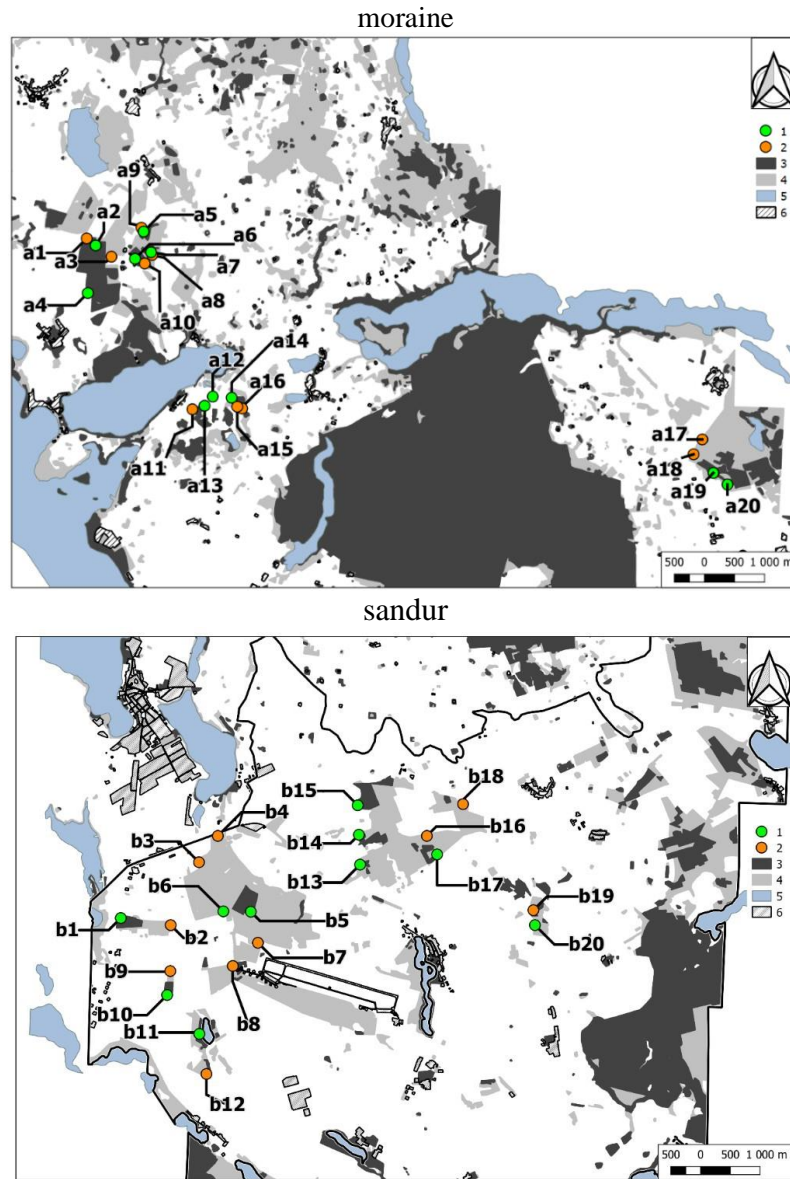 moraine
1
2
3
4
5
6
a9
a5
a2
a6
a1
a3
a7
a8
a4
a10
a14
a12
a16
a11
a15
a13
a17
a18
a19
a20
500 0 500 1 000 m
sandur
1
2
3
4
5
6
b18
b15
b4
b3
b14
b16
b13
b17
b6
b19
b1
b5
b2
b20
b7
b9
b10
b8
b11
b12
500 0 500 1 000 m